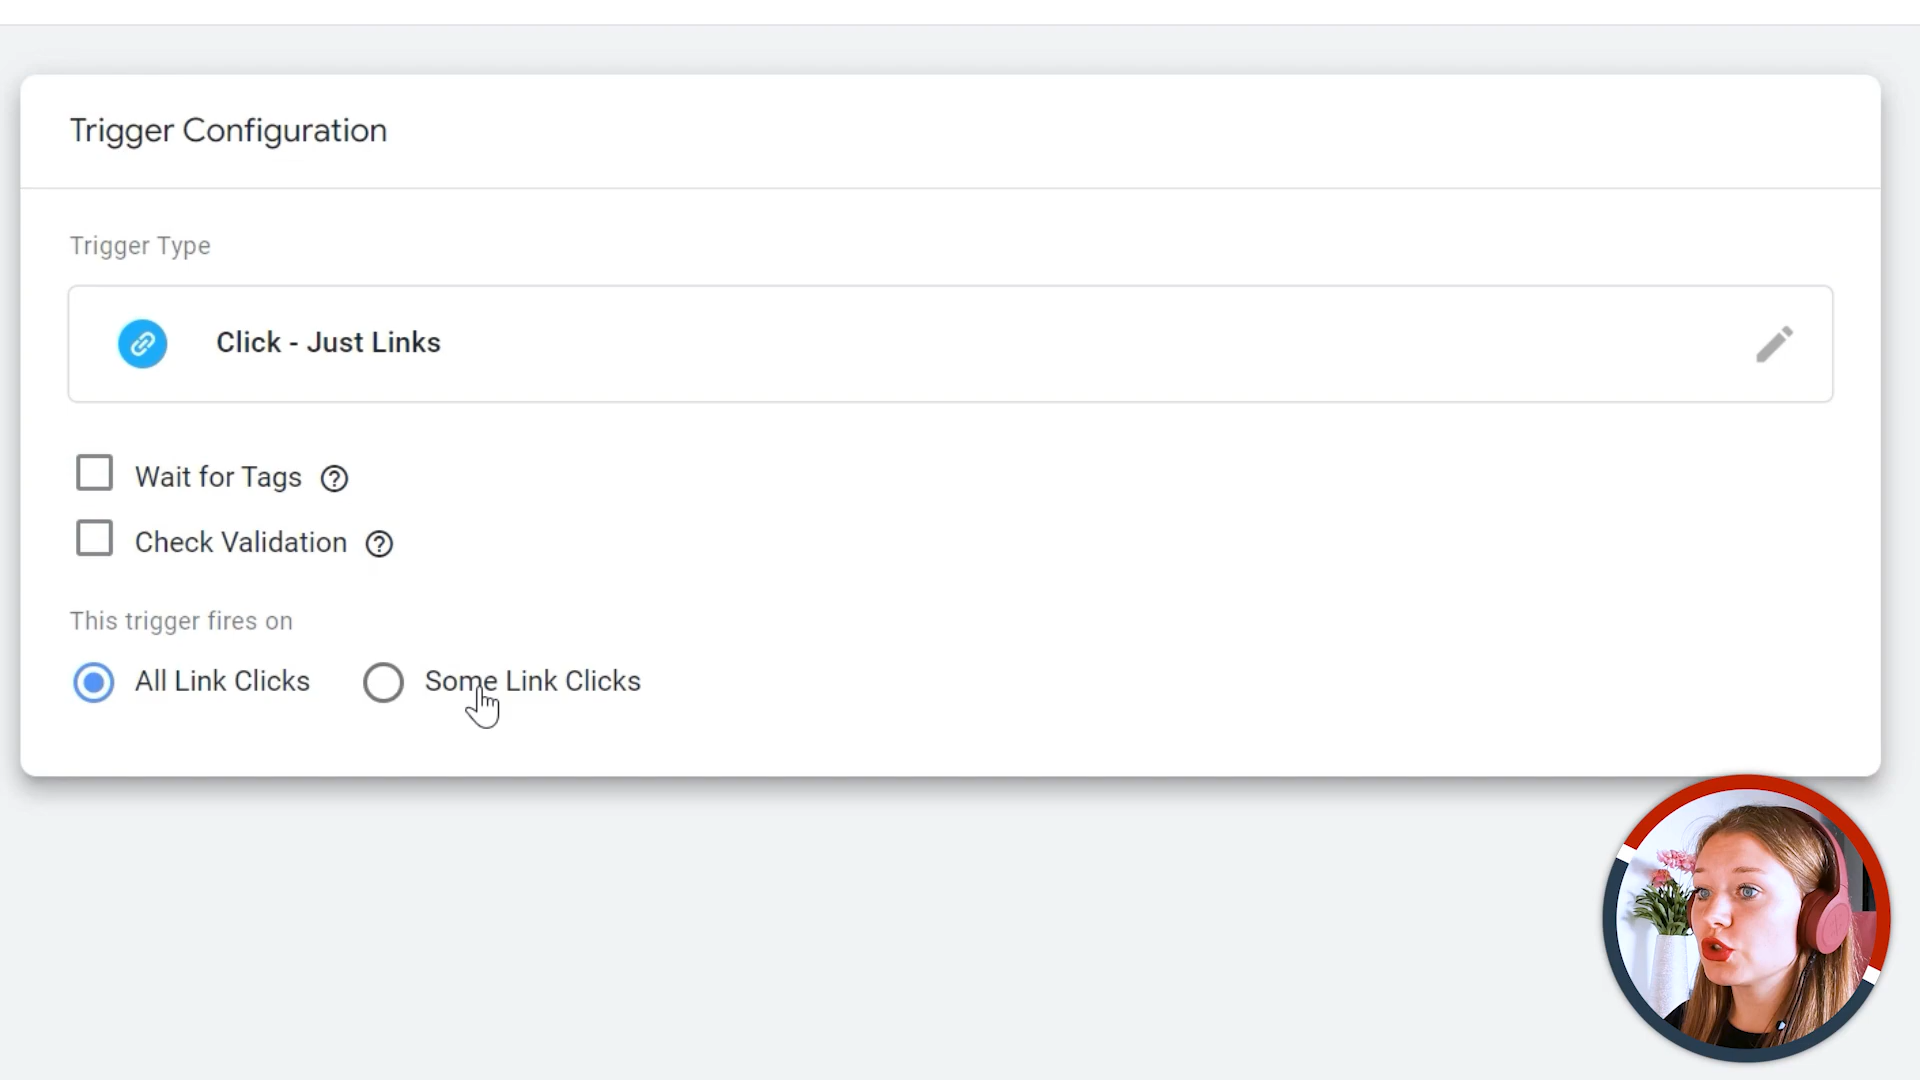 Trigger Configuration
Trigger Type
Click - Just Links
Wait for Tags
Check Validation
This trigger fires on
All Link Clicks Some Link Clicks